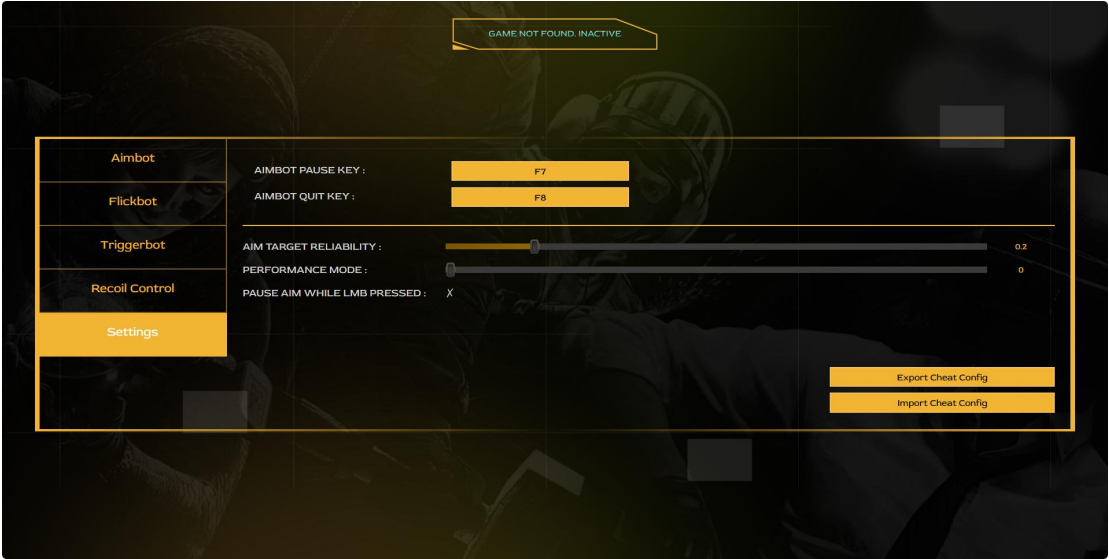 GAME NOT FOUND. INACTIVE
Aimbot
Flickbot
Triggerbot
Recoil Control
Settings
AIMBOT PAUSE KEY : F7
AIMBOT QUIT KEY : F8
AIM TARGET RELIABILITY : 0.2
PERFORMANCE MODE : 0
PAUSE AIM WHILE LMB PRESSED : X
Export Cheat Config
Import Cheat Config